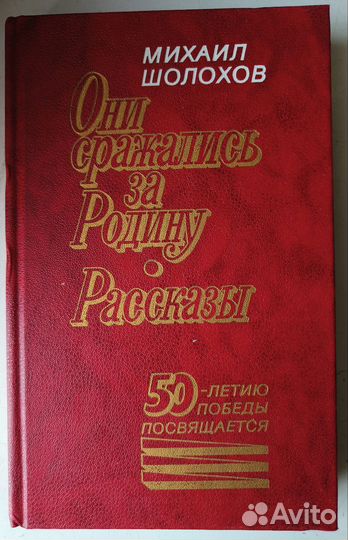 МИХАИЛ
ШОЛОХОВ
Они
сражались
за
Родину
Рассказы
50-ЛЕТИЮ
ПОБЕДЫ
ПОСВЯЩАЕТСЯ
Avito